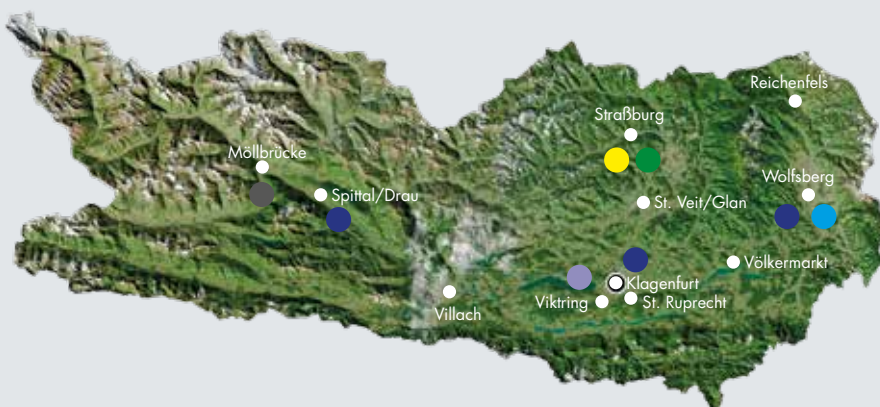 Reichenfels
Straßburg
Möllbrücke
Wolfsberg
Spittal/Drau
St. Veit/Glan
Völkermarkt
Klagenfurt
Viktring
St. Ruprecht
Villach